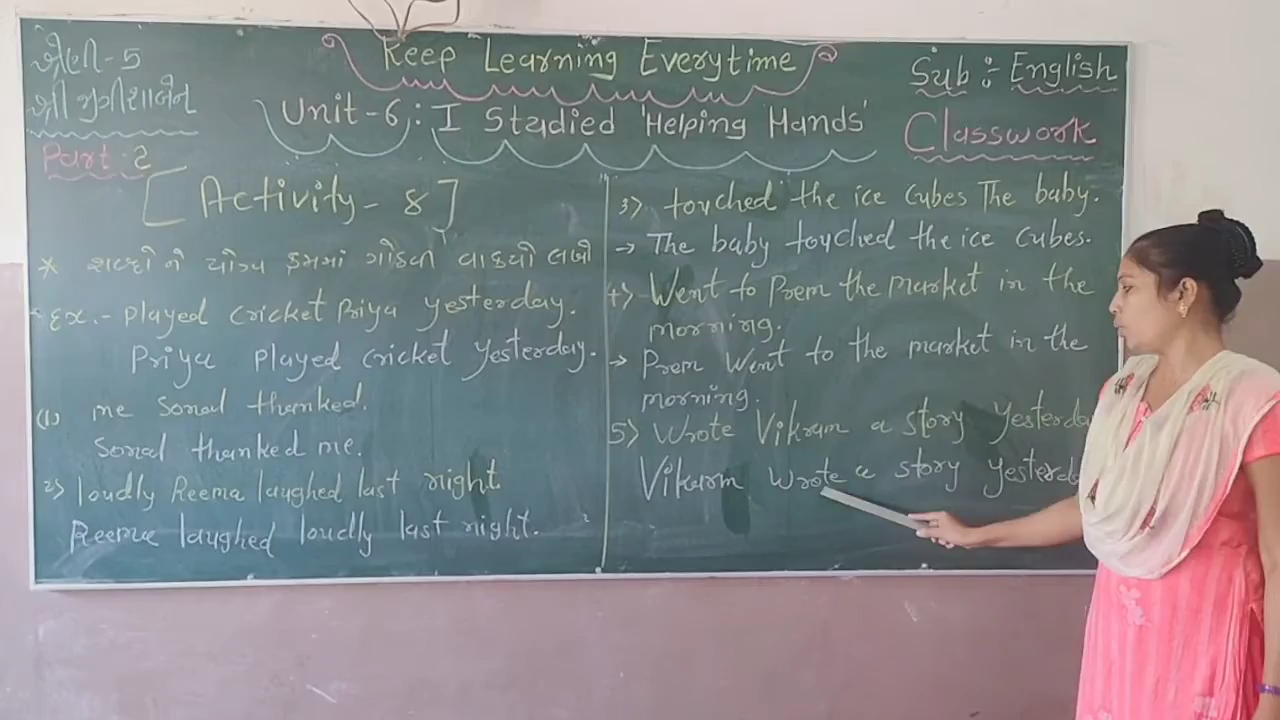 ધોરણ-5
શ્રી જીગીશાબેન
Part:2
Keep Learning Everytime
Unit-6: I Studied 'Helping Hands'
Sub:- English
Classwork
[Activity-8]
* શબ્દોને યોગ્ય ક્રમમાં ગોઠવી વાક્યો લખો
Ex.- played cricket Priya yesterday.
Priya played cricket yesterday.
(1) me Sonal thanked.
Sonal thanked me.
2> loudly Reema laughed last night
Reema laughed loudly last night.
3> touched the ice cubes The baby.
→ The baby touched the ice cubes.
4> Went to Prem the market in the
morning.
→ Prem Went to the market in the
morning.
5> Wrote Vikram a story Yesterda
Vikarm Wrote a story Yesterda